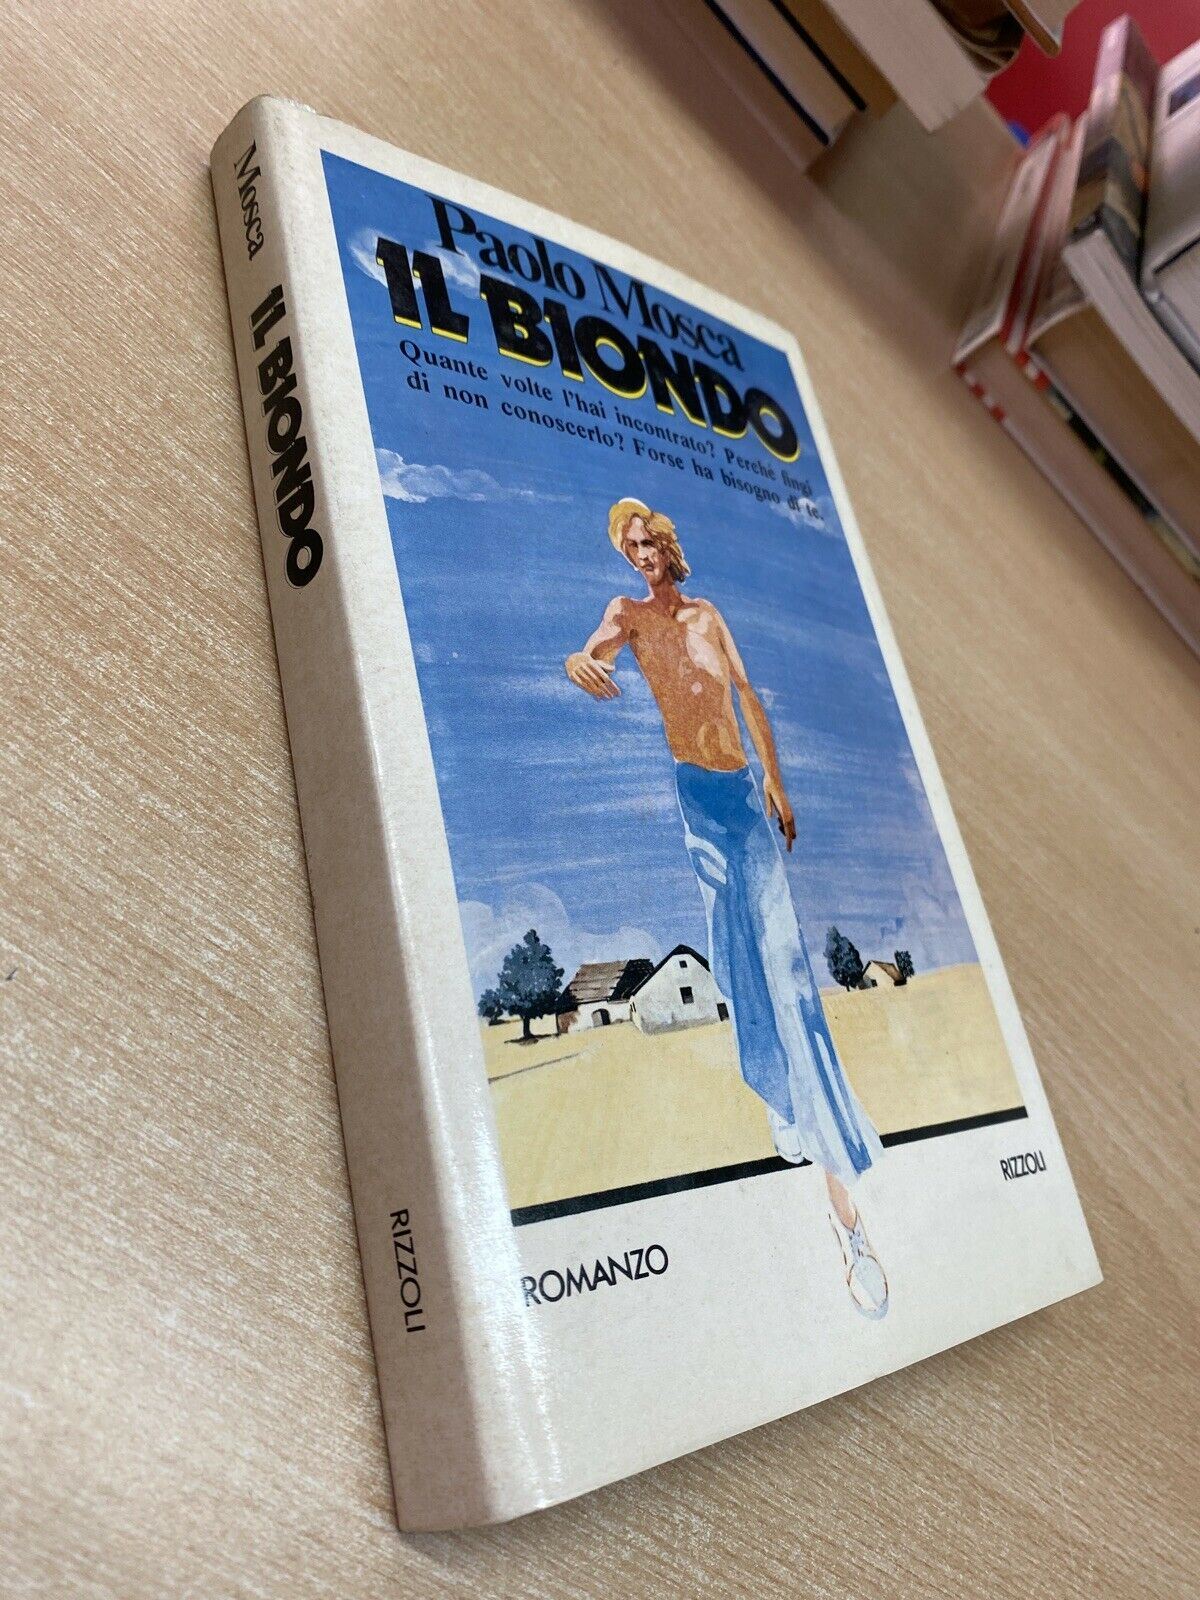 Mosca IL BIONDO
RIZZOLI
Paolo Mosca
IL BIONDO
Quante volte l'hai incontrato? Perché fingi
di non conoscerlo? Forse ha bisogno di te.
ROMANZO
RIZZOLI